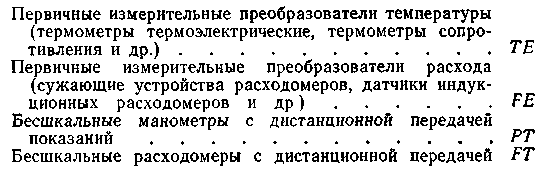 Первичные измерительные преобразователи температуры
(термометры термоэлектрические, термометры сопро-
тивления и др.) . . . . . . . . . . . . TE
Первичные измерительные преобразователи расхода
(сужающие устройства расходомеров, датчики индук-
ционных расходомеров и др ) . . . . . . FE
Бесшкальные манометры с дистанционной передачей
показаний . . . . . . . . . . . . . PT
Бесшкальные расходомеры с дистанционной передачей FT